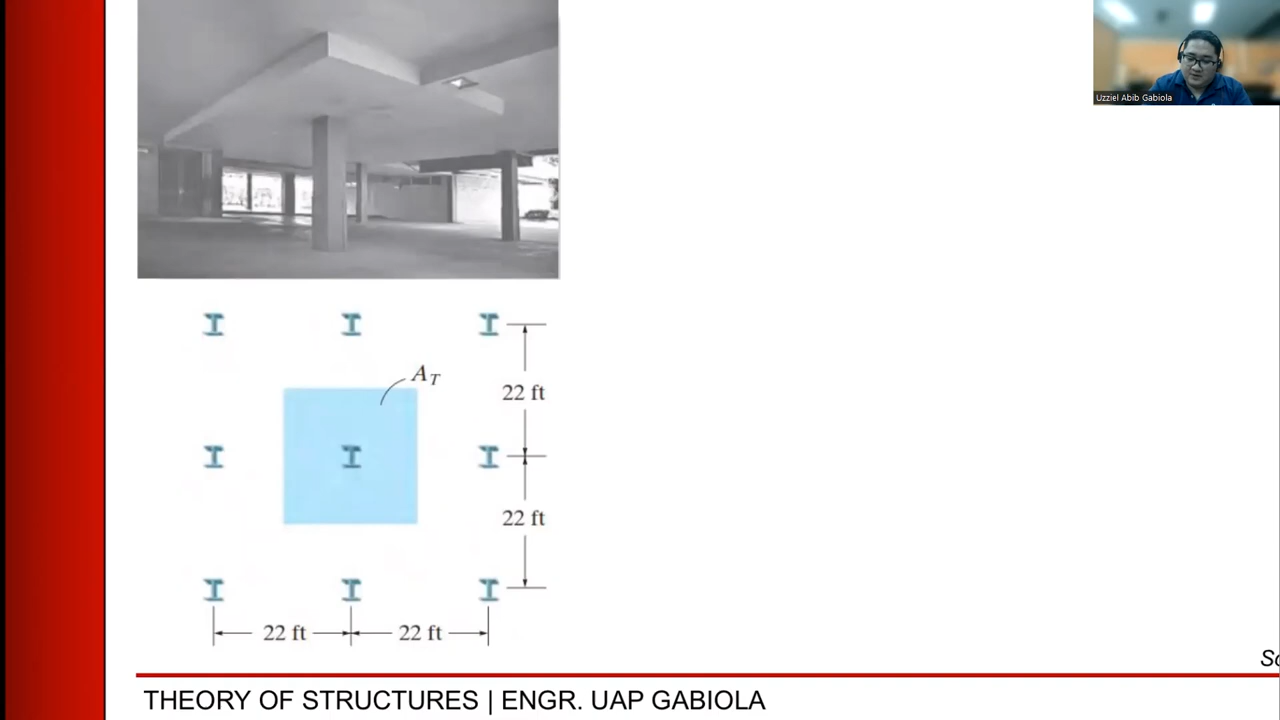 Uzziel Abib Gabiola
A_T
22 ft
22 ft
22 ft
22 ft
THEORY OF STRUCTURES | ENGR. UAP GABIOLA